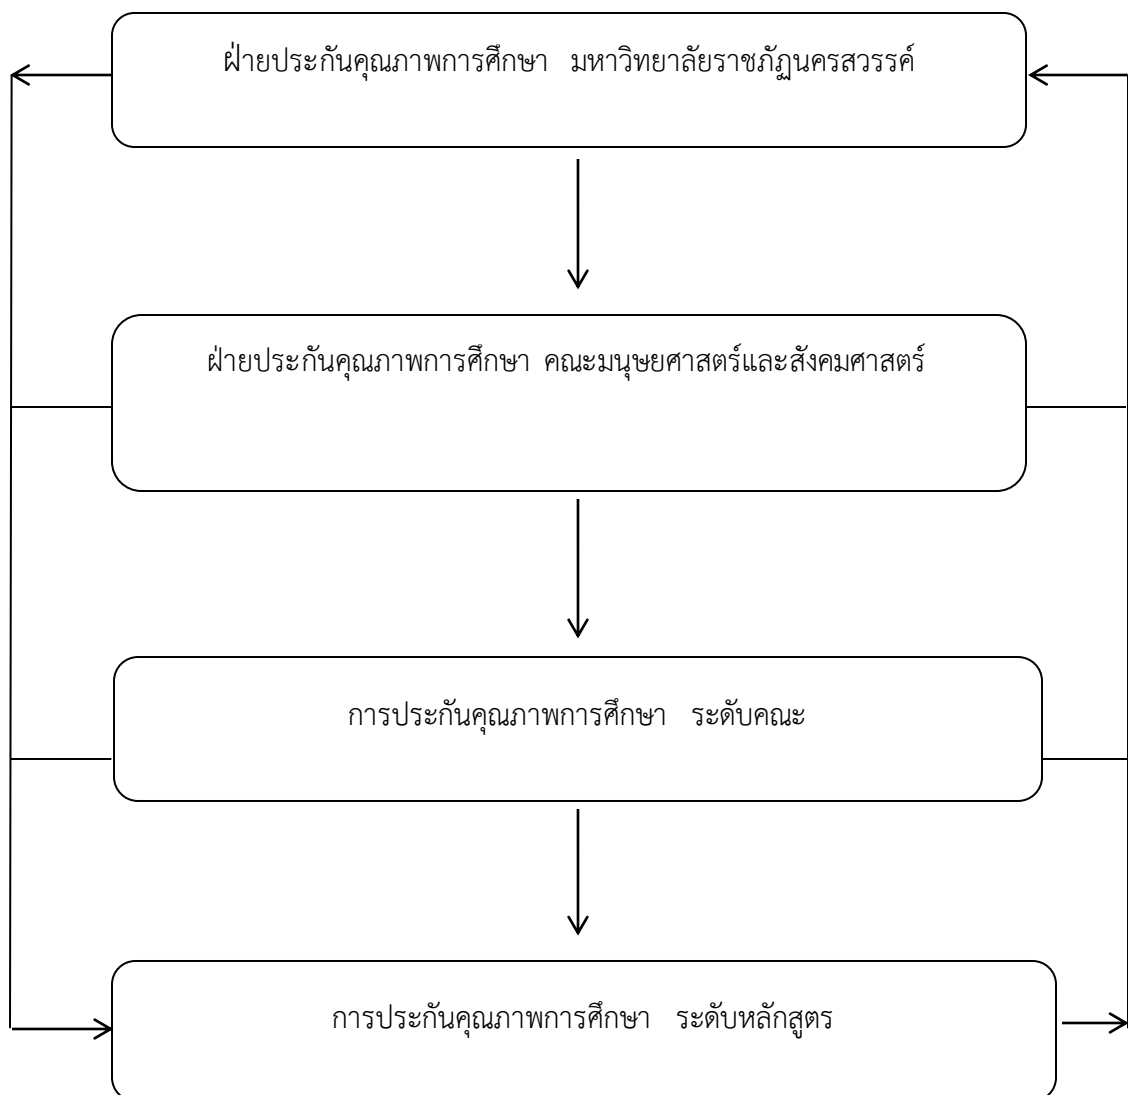 ฝ่ายประกันคุณภาพการศึกษา มหาวิทยาลัยราชภัฏนครสวรรค์
ฝ่ายประกันคุณภาพการศึกษา คณะมนุษยศาสตร์และสังคมศาสตร์
การประกันคุณภาพการศึกษา ระดับคณะ
การประกันคุณภาพการศึกษา ระดับหลักสูตร